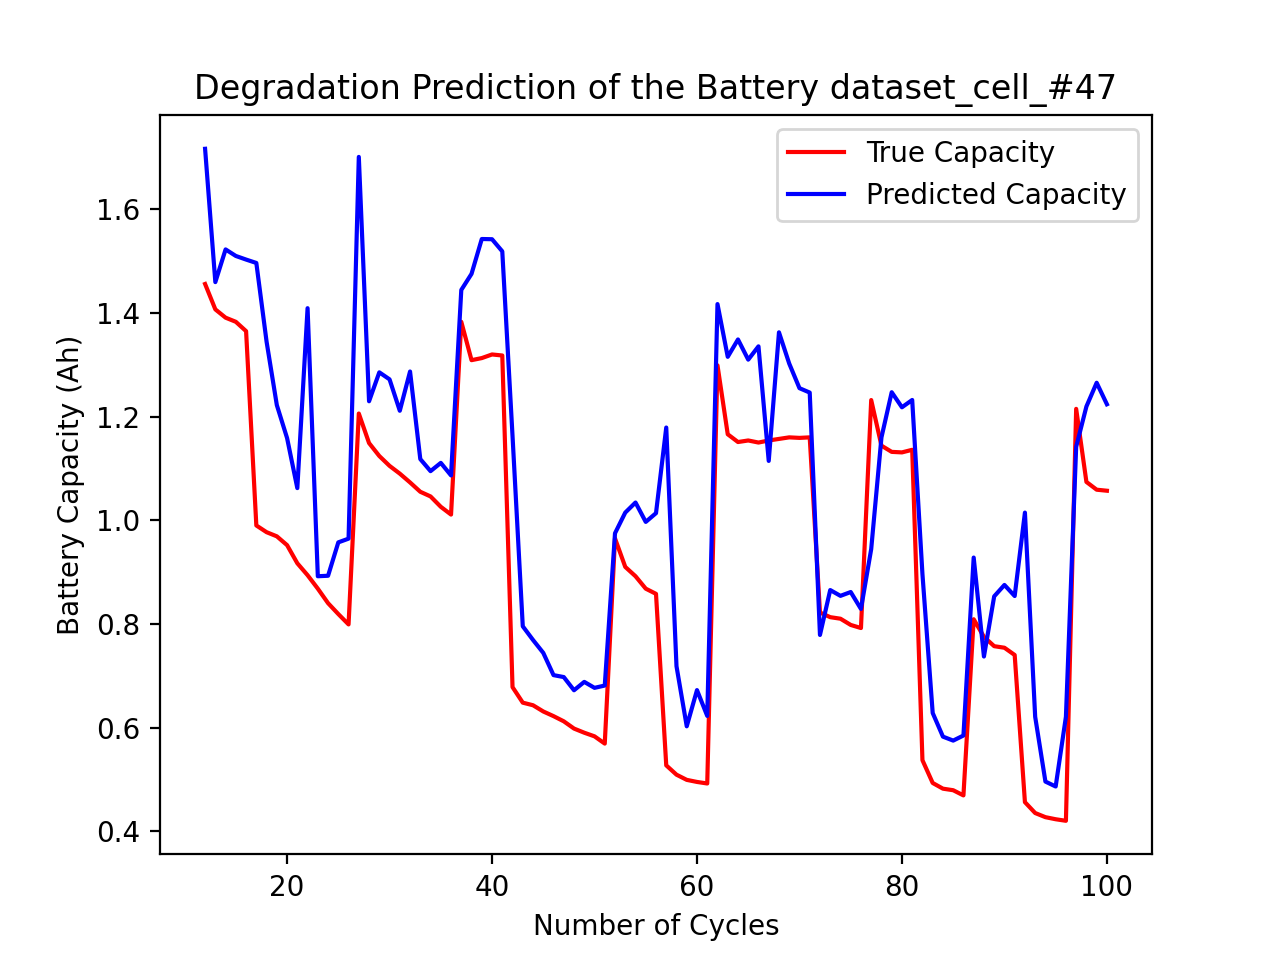 Degradation Prediction of the Battery dataset_cell_#47
True Capacity
Predicted Capacity
Battery Capacity (Ah)
1.6
1.4
1.2
1.0
0.8
0.6
0.4
20 40 60 80 100
Number of Cycles